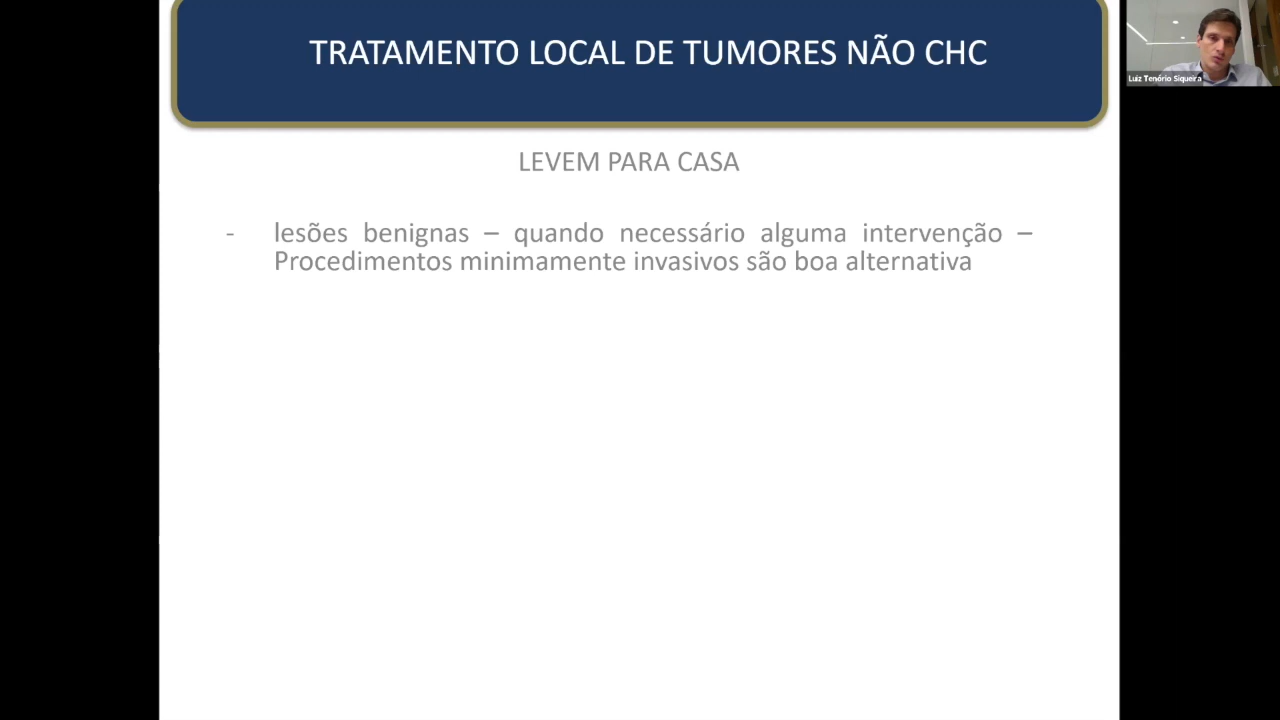 TRATAMENTO LOCAL DE TUMORES NÃO CHC
Luiz Tenório Siqueira
LEVEM PARA CASA
- lesões benignas – quando necessário alguma intervenção –
Procedimentos minimamente invasivos são boa alternativa